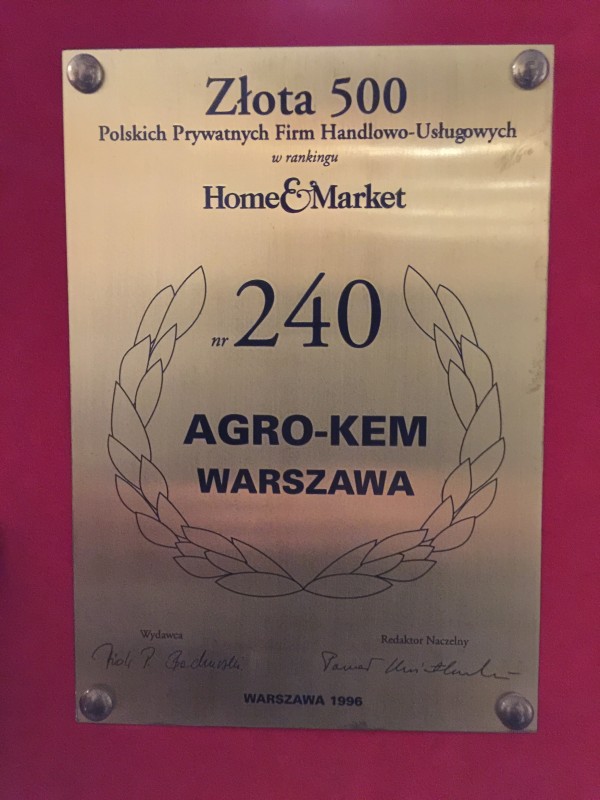 Złota 500
Polskich Prywatnych Firm Handlowo-Usługowych
w rankingu
Home&Market
nr 240
AGRO-KEM
WARSZAWA
Wydawca
Redaktor Naczelny
WARSZAWA 1996